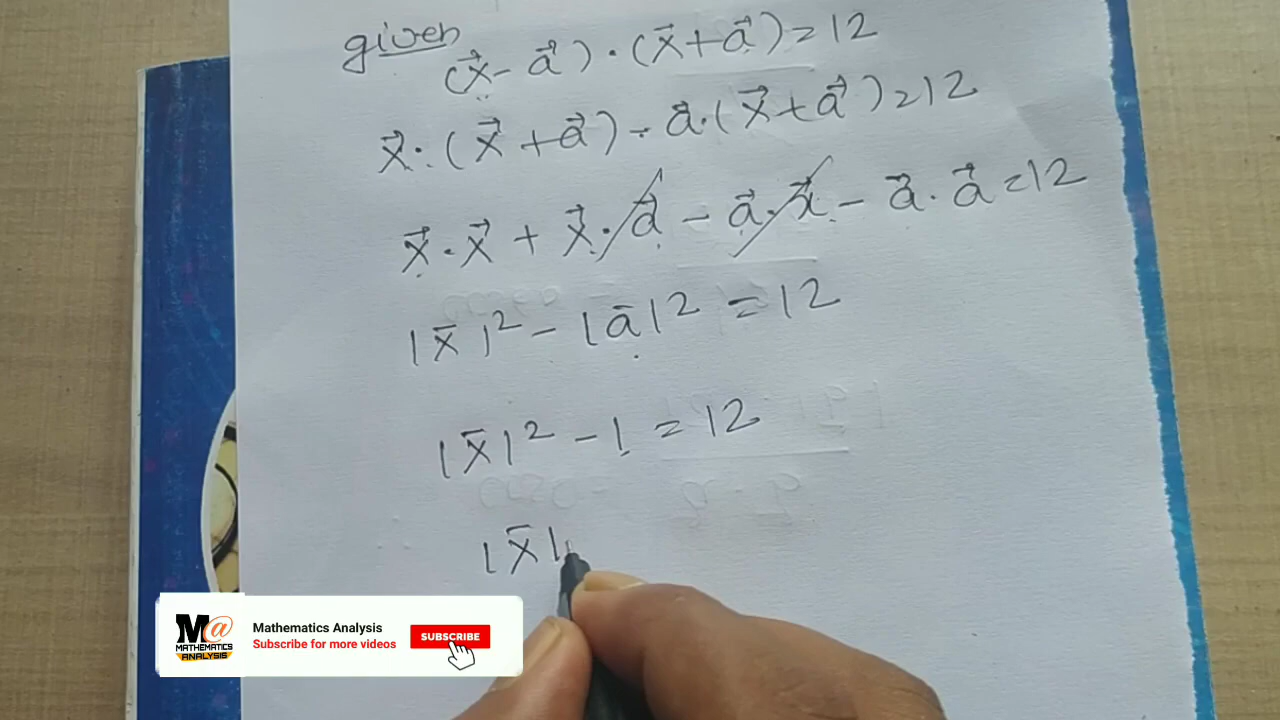 given
(x⃗ - a⃗) · (x⃗ + a⃗) = 12
x⃗ · (x⃗ + a⃗) - a⃗ · (x⃗ + a⃗) = 12
x⃗ · x⃗ + x⃗ · a⃗ - a⃗ · x⃗ - a⃗ · a⃗ = 12
|x̄|² - |ā|² = 12
|x̄|² - 1 = 12
|x̄|
M@
MATHEMATICS
ANALYSIS
Mathematics Analysis
Subscribe for more videos
SUBSCRIBE